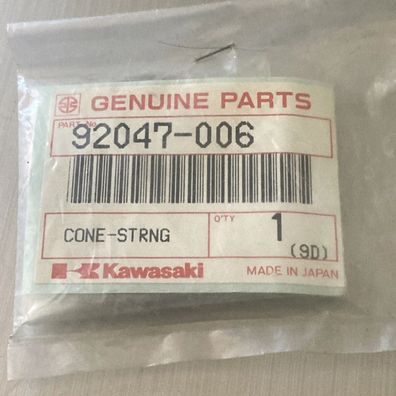 GENUINE PARTS
PART No.
92047-006
CONE-STRNG
Q'TY
1
(9D)
Kawasaki
MADE IN JAPAN